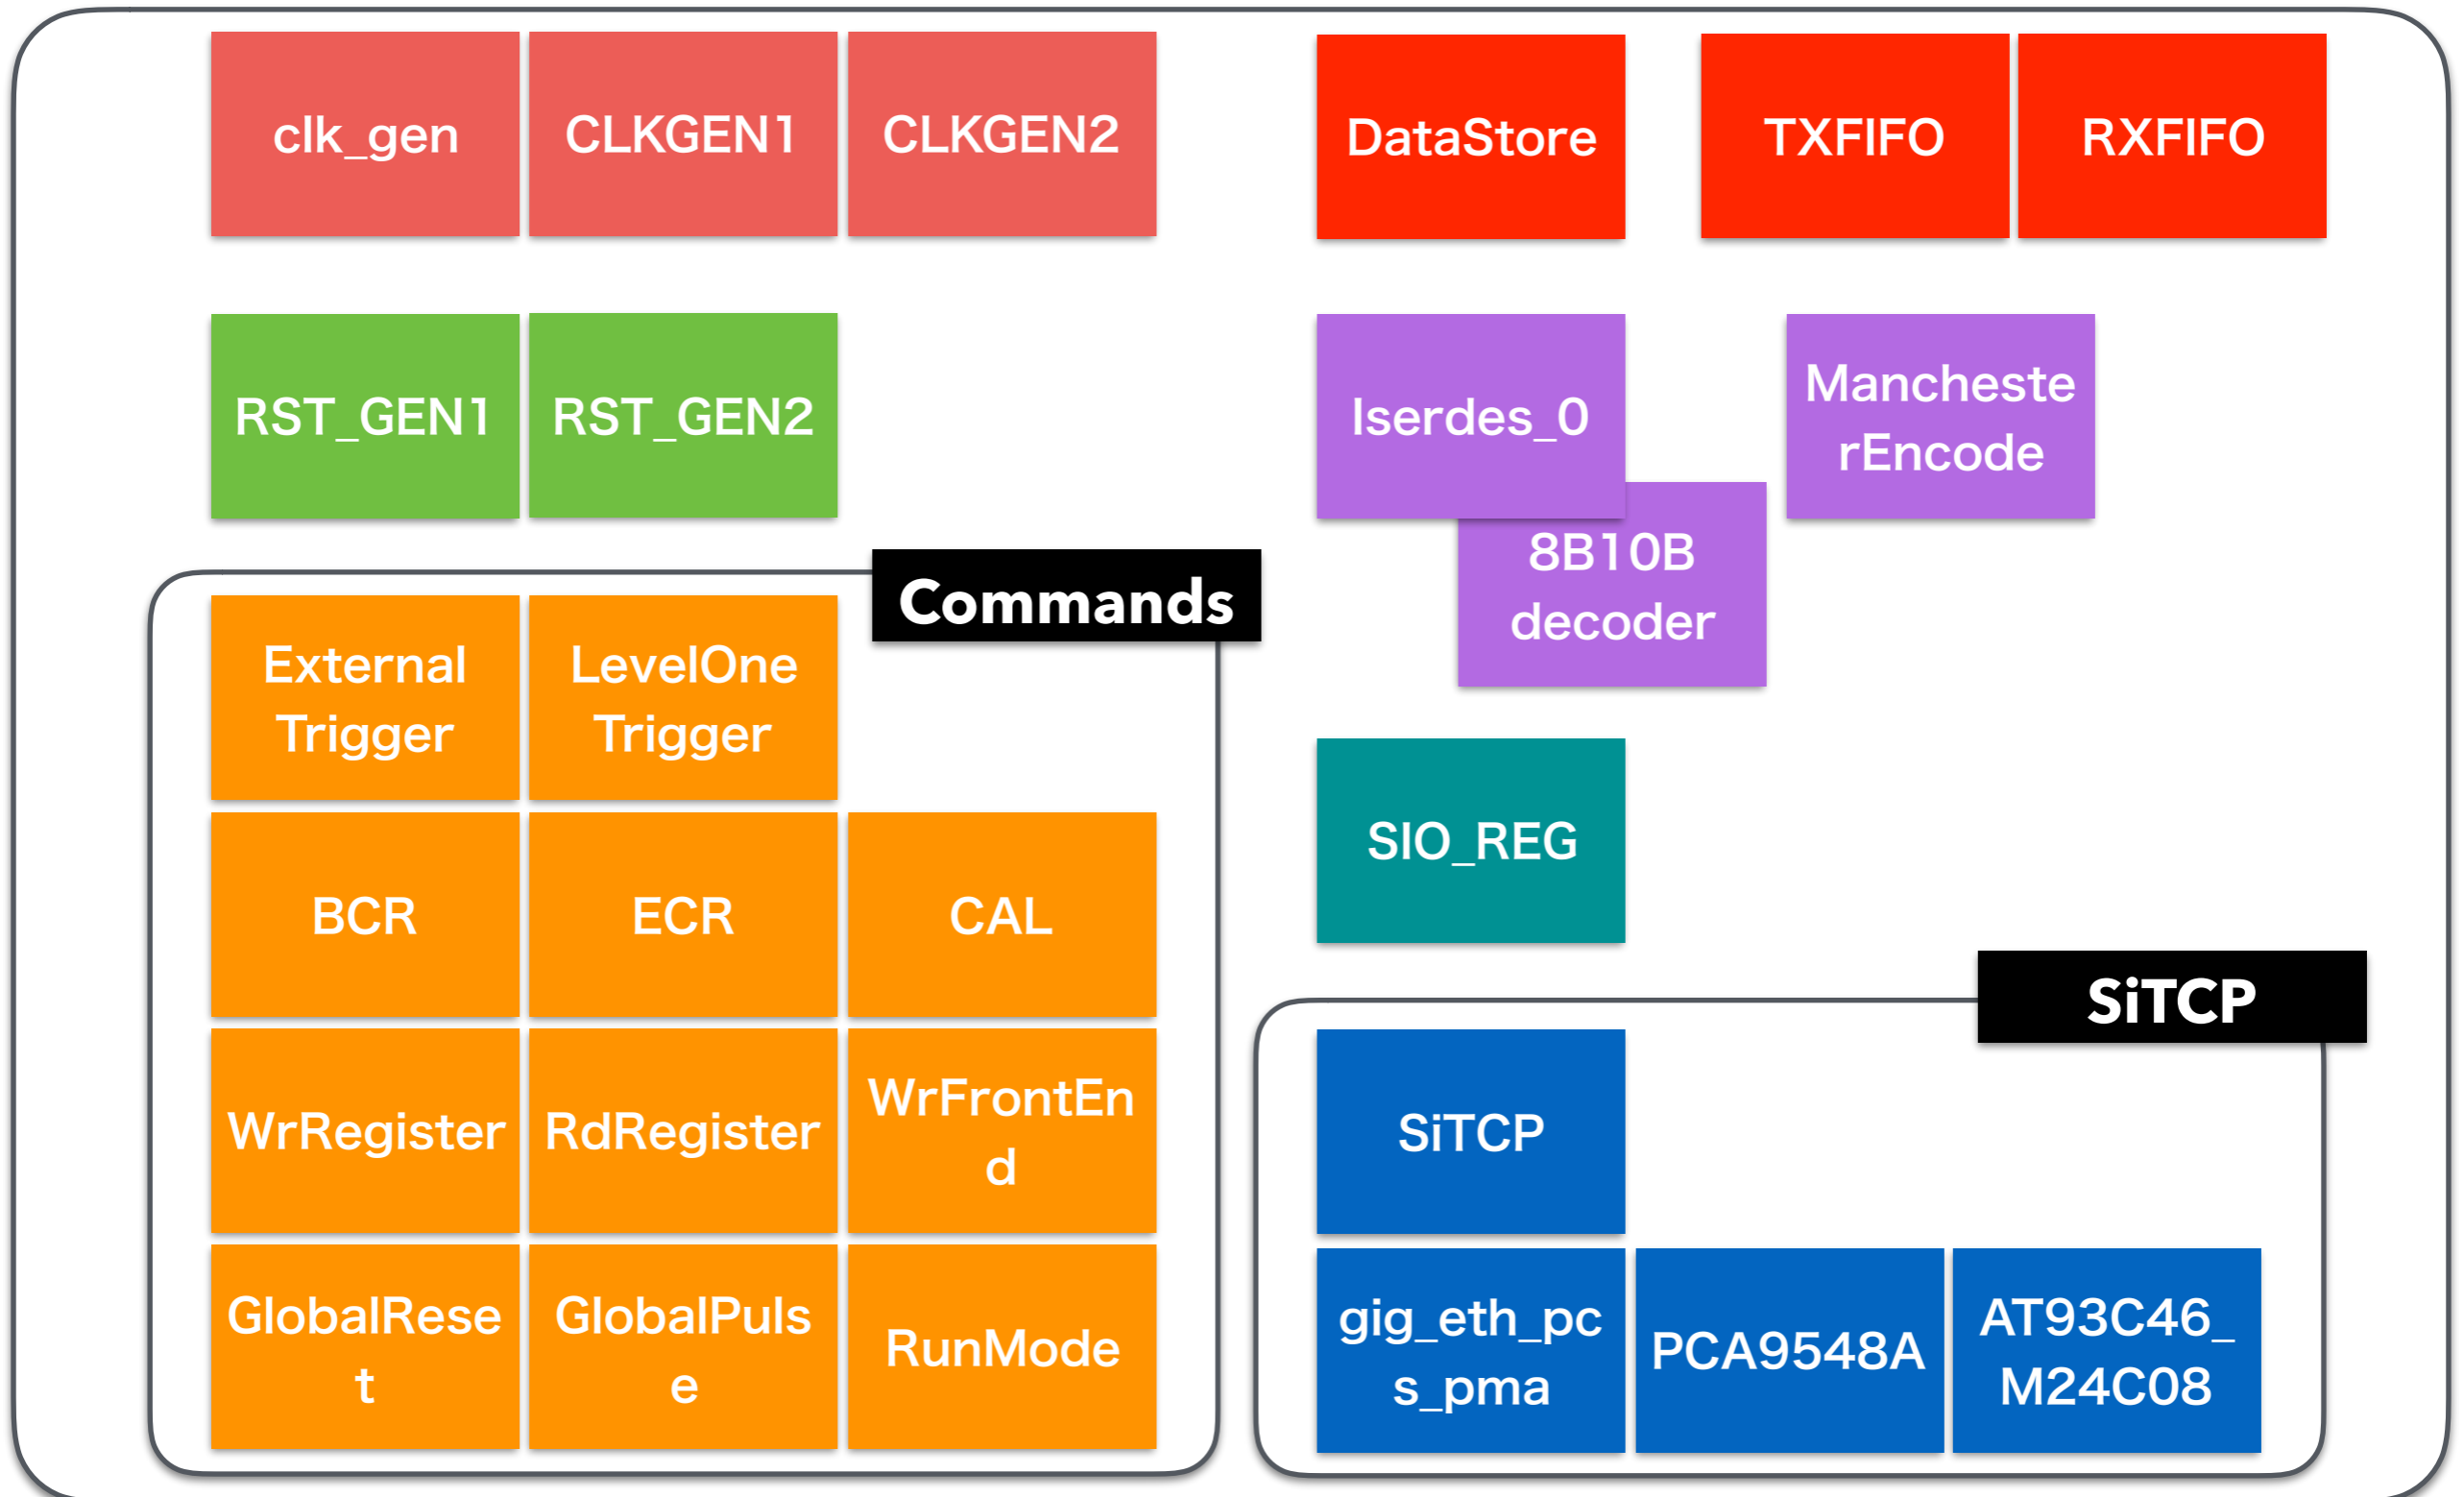 clk_gen
CLKGEN1
CLKGEN2
DataStore
TXFIFO
RXFIFO
RST_GEN1
RST_GEN2
Iserdes_0
Mancheste
rEncode
8B10B
decoder
Commands
External
Trigger
LevelOne
Trigger
BCR
ECR
CAL
WrRegister
RdRegister
WrFrontEn
d
GlobalRese
t
GlobalPuls
e
RunMode
SIO_REG
SiTCP
SiTCP
gig_eth_pc
s_pma
PCA9548A
AT93C46_
M24C08